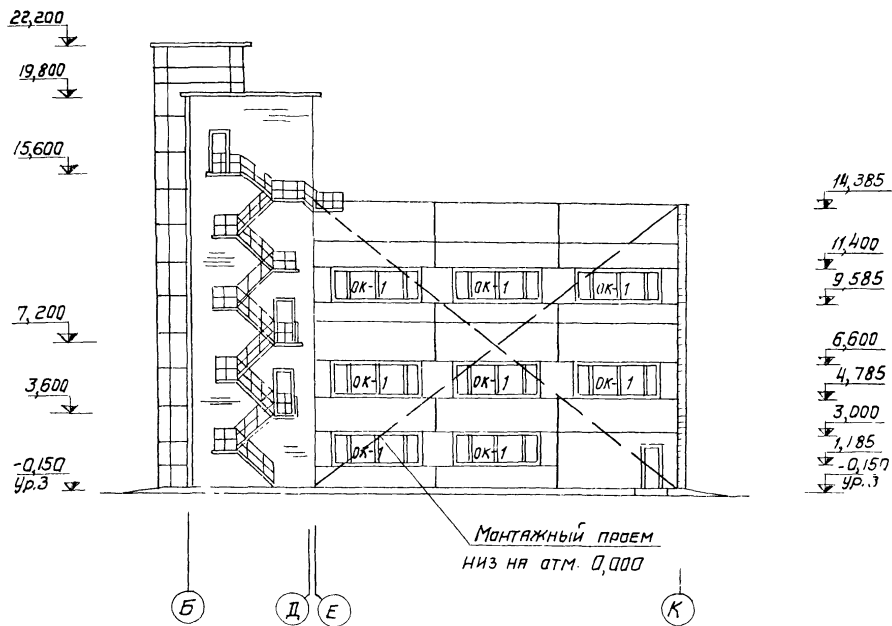 22,200
19,800
15,600
7,200
3,600
-0,150
ур.3
14,385
11,400
9,585
6,600
4,785
3,000
1,185
-0,150
ур.3
ОК-1 ОК-1 ОК-1
ОК-1 ОК-1 ОК-1
ОК-1 ОК-1
Монтажный проем
низ на отм. 0,000
Б Д Е К